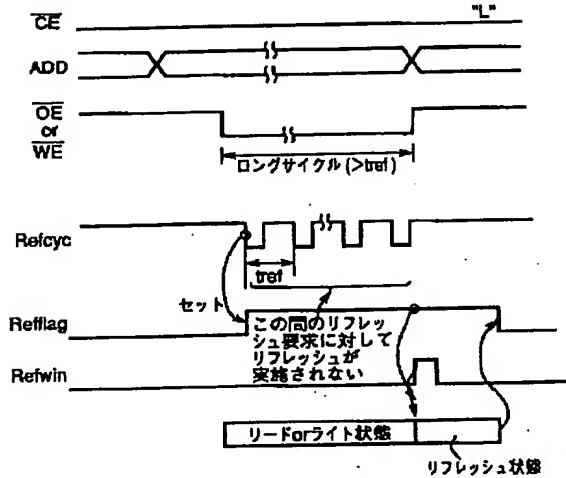 CE
"L"
ADD
OE
or
WE
ロングサイクル(>tref)
Refcyc
tref
セット
Refflag
この間のリフレッ
シュ要求に対して
リフレッシュが
実施されない
Refwin
リードorライト状態
リフレッシュ状態